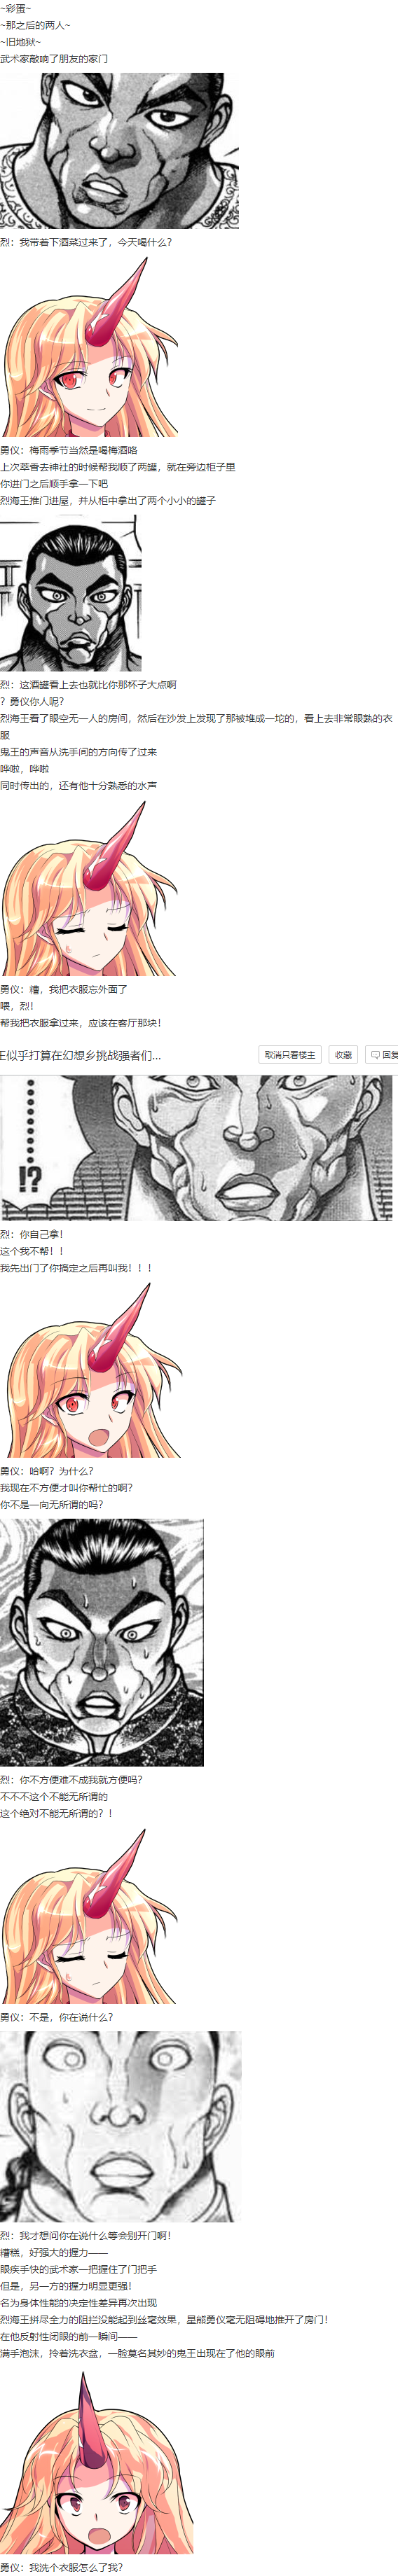 ~彩蛋~
~那之后的两人~
~旧地狱~
武术家敲响了朋友的家门
烈：我带着下酒菜过来了，今天喝什么？
勇仪：梅雨季节当然是喝梅酒咯
上次萃香去神社的时候帮我顺了两罐，就在旁边柜子里
你进门之后顺手拿一下吧
烈海王推门进屋，并从柜中拿出了两个小小的罐子
烈：这酒罐看上去也就比你那杯子大点啊
？勇仪你人呢？
烈海王看了眼空无一人的房间，然后在沙发上发现了那被堆成一坨的，看上去非常眼熟的衣
服
鬼王的声音从洗手间的方向传了过来
哗啦，哗啦
同时传出的，还有他十分熟悉的水声
勇仪：糟，我把衣服忘外面了
喂，烈！
帮我把衣服拿过来，应该在客厅那块！
王似乎打算在幻想乡挑战强者们...
取消只看楼主
收藏
回复
………
!?
烈：你自己拿！
这个我不帮！！
我先出门了你搞定之后再叫我！！！
勇仪：哈啊？为什么？
我现在不方便才叫你帮忙的啊？
你不是一向无所谓的吗？
烈：你不方便难不成我就方便吗？
不不不这个不能无所谓的
这个绝对不能无所谓的？！
勇仪：不是，你在说什么？
烈：我才想问你在说什么等会别开门啊！
糟糕，好强大的握力——
眼疾手快的武术家一把握住了门把手
但是，另一方的握力明显更强！
名为身体性能的决定性差异再次出现
烈海王拼尽全力的阻拦没能起到丝毫效果，星熊勇仪毫无阻碍地推开了房门！
在他反射性闭眼的前一瞬间——
满手泡沫，拎着洗衣盆，一脸莫名其妙的鬼王出现在了他的眼前
勇仪：我洗个衣服怎么了我？